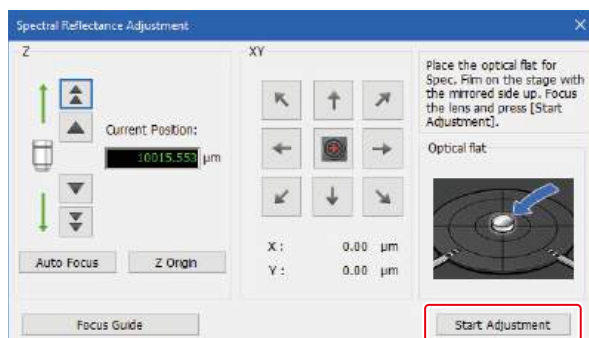 Spectral Reflectance Adjustment
Z
Current Position:
10015.553 µm
Auto Focus
Z Origin
XY
X : 0.00 µm
Y : 0.00 µm
Place the optical flat for
Spec. Film on the stage with
the mirrored side up. Focus
the lens and press [Start
Adjustment].
Optical flat
Focus Guide
Start Adjustment